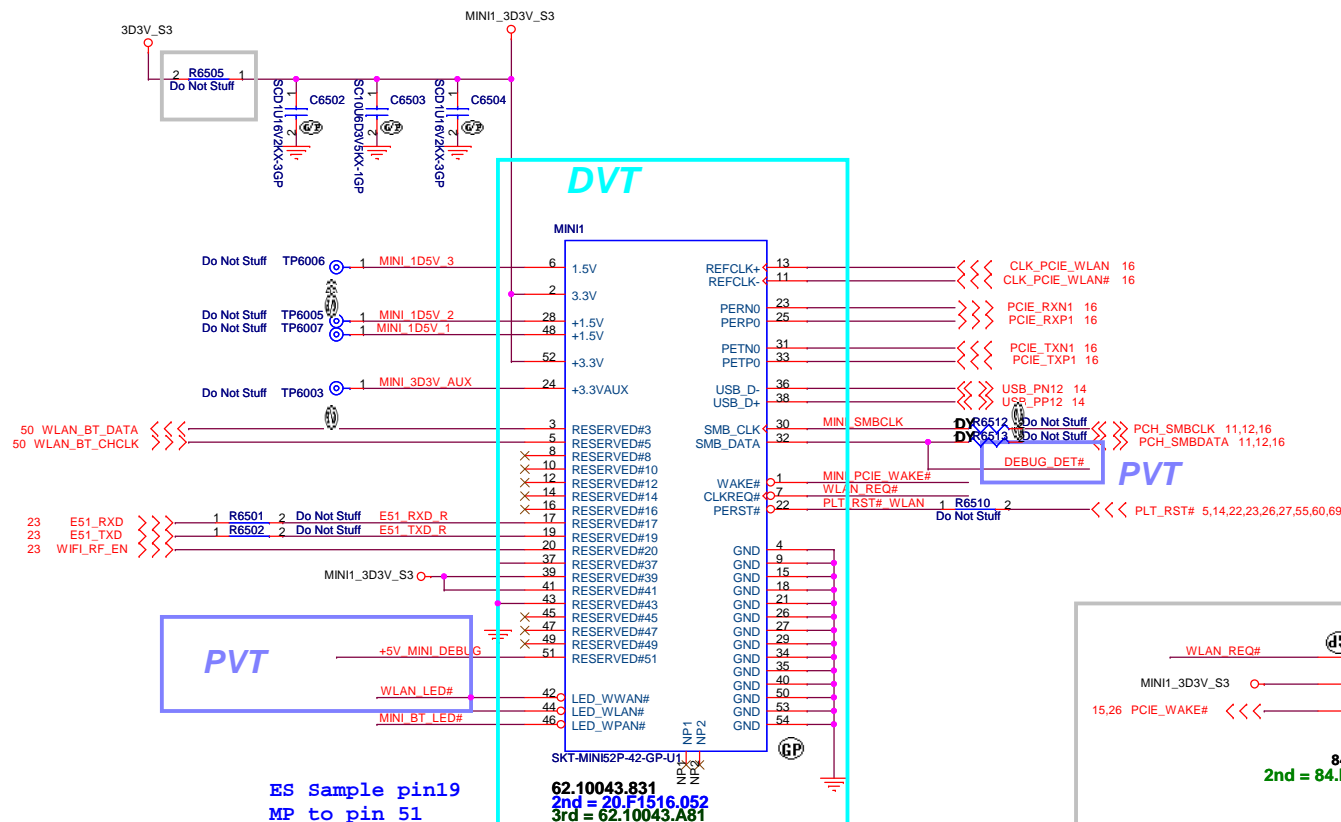 MINI1_3D3V_S3
3D3V_S3
2 R6505 1
Do Not Stuff
SCD1U16V2KX-3GP
1
2
C6502
SC10U6D3V5KX-1GP
1
2
C6503
SCD1U16V2KX-3GP
1
2
C6504
DVT
MINI1
Do Not Stuff TP6006 1 MINI_1D5V_3 6 1.5V
2 3.3V
Do Not Stuff TP6005 1 MINI_1D5V_2 28 +1.5V
Do Not Stuff TP6007 1 MINI_1D5V_1 48 +1.5V
52 +3.3V
Do Not Stuff TP6003 1 MINI_3D3V_AUX 24 +3.3VAUX
50 WLAN_BT_DATA 3 RESERVED#3
50 WLAN_BT_CHCLK 5 RESERVED#5
8 RESERVED#8
10 RESERVED#10
12 RESERVED#12
14 RESERVED#14
16 RESERVED#16
23 E51_RXD 1 R6501 2 Do Not Stuff E51_RXD_R 17 RESERVED#17
23 E51_TXD 1 R6502 2 Do Not Stuff E51_TXD_R 19 RESERVED#19
23 WIFI_RF_EN 20 RESERVED#20
37 RESERVED#37
MINI1_3D3V_S3 39 RESERVED#39
41 RESERVED#41
43 RESERVED#43
45 RESERVED#45
47 RESERVED#47
49 RESERVED#49
+5V_MINI_DEBUG 51 RESERVED#51
PVT
WLAN_LED# 42 LED_WWAN#
44 LED_WLAN#
MINI_BT_LED# 46 LED_WPAN#
REFCLK+ 13 CLK_PCIE_WLAN 16
REFCLK- 11 CLK_PCIE_WLAN# 16
PERN0 23 PCIE_RXN1 16
PERP0 25 PCIE_RXP1 16
PETN0 31 PCIE_TXN1 16
PETP0 33 PCIE_TXP1 16
USB_D- 36 USB_PN12 14
USB_D+ 38 USB_PP12 14
SMB_CLK 30 MINI_SMBCLK DY R6512 Do Not Stuff PCH_SMBCLK 11,12,16
SMB_DATA 32 DY R6513 Do Not Stuff PCH_SMBDATA 11,12,16
DEBUG_DET#
PVT
WAKE# 1 MINI_PCIE_WAKE#
CLKREQ# 7 WLAN_REQ#
PERST# 22 PLT_RST#_WLAN 1 R6510 2 PLT_RST# 5,14,22,23,26,27,55,60,69
Do Not Stuff
GND 4
GND 9
GND 15
GND 18
GND 21
GND 26
GND 27
GND 29
GND 34
GND 35
GND 40
GND 50
GND 53
GND 54
NP1
NP2
NP1
NP2
GP
SKT-MINI52P-42-GP-U1
62.10043.831
2nd = 20.F1516.052
3rd = 62.10043.A81
ES Sample pin19
MP to pin 51
WLAN_REQ#
MINI1_3D3V_S3
15,26 PCIE_WAKE#
84
2nd = 84.